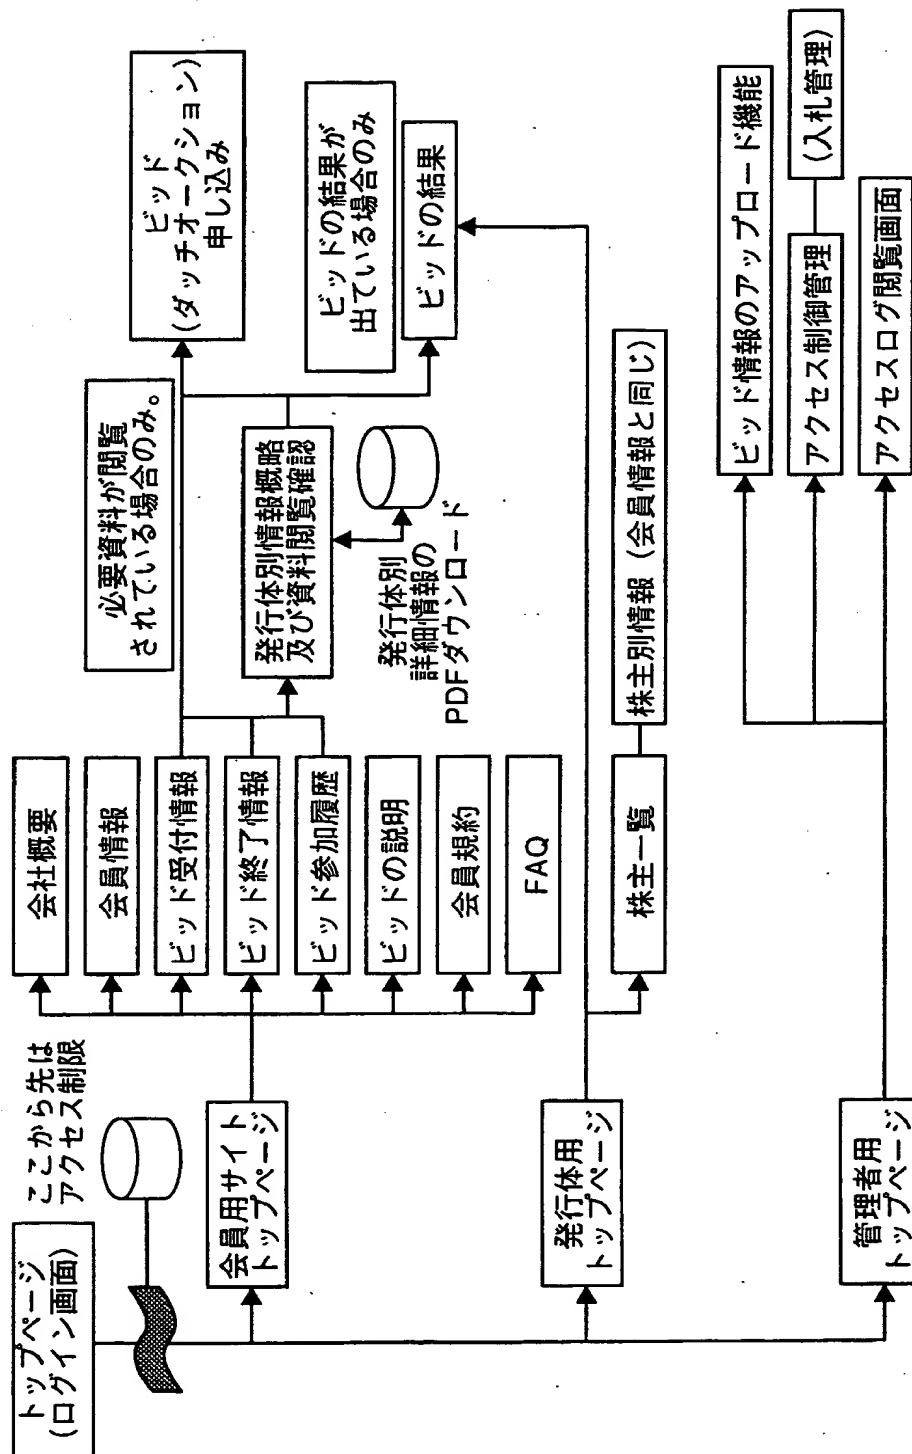 トップページ
(ログイン画面)
ここから先は
アクセス制限
会員用サイト
トップページ
会社概要
会員情報
ビッド受付情報
ビッド終了情報
ビッド参加履歴
ビッドの説明
会員規約
FAQ
必要資料が閲覧
されている場合のみ。
発行体別情報概略
及び資料閲覧確認
発行体別
詳細情報の
PDFダウンロード
ビッド
(ダッチオークション)
申し込み
ビッドの結果が
出ている場合のみ
ビッドの結果
発行体用
トップページ
株主一覧
株主別情報(会員情報と同じ)
管理者用
トップページ
ビッド情報のアップロード機能
アクセス制御管理
(入札管理)
アクセスログ閲覧画面